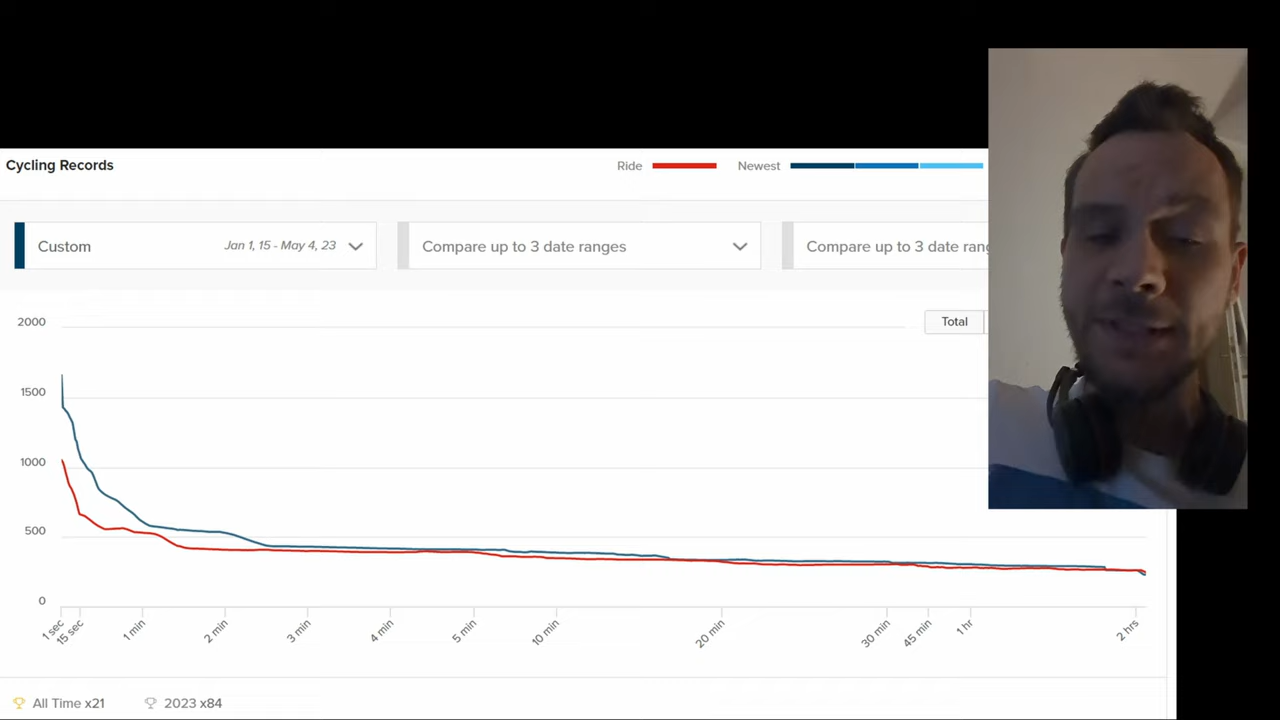 Cycling Records
Ride
Newest
Custom
Jan 1, 15 - May 4, 23
Compare up to 3 date ranges
Compare up to 3 date rang
Total
2000
1500
1000
500
0
1 sec
15 sec
1 min
2 min
3 min
4 min
5 min
10 min
20 min
30 min
45 min
1 hr
2 hrs
All Time x21
2023 x84